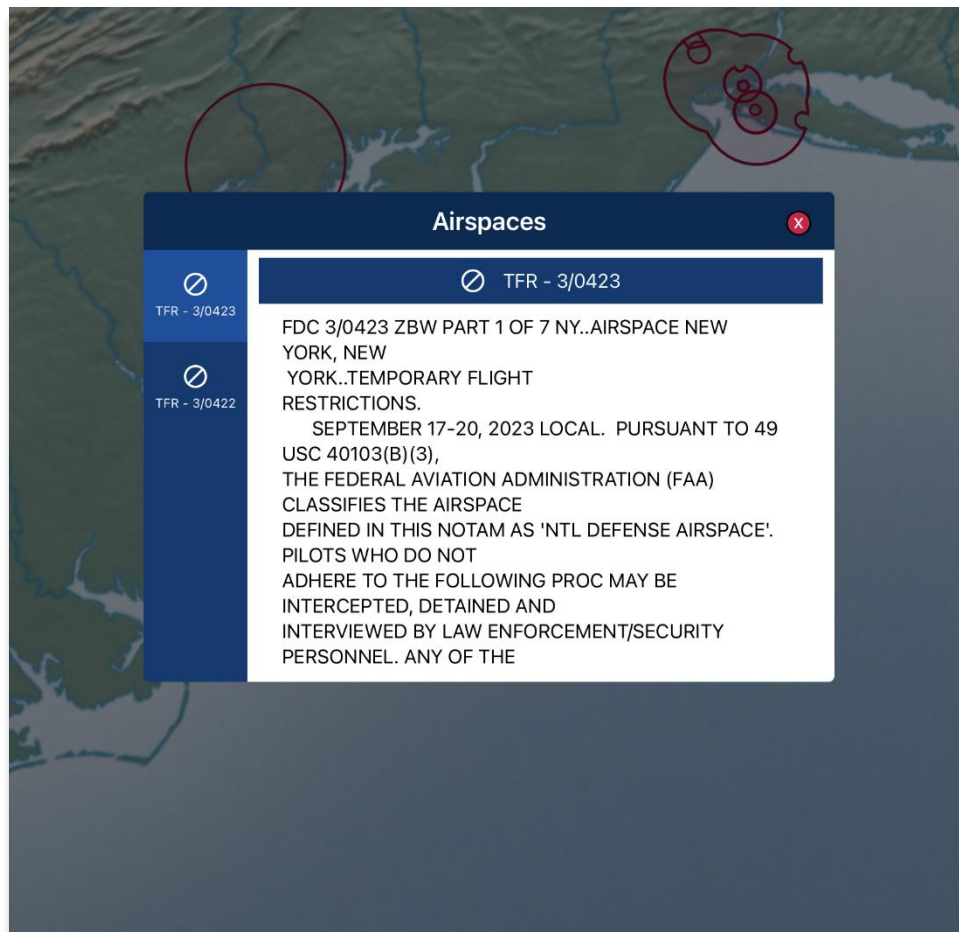 Airspaces
X
TFR - 3/0423
TFR - 3/0422
TFR - 3/0423
FDC 3/0423 ZBW PART 1 OF 7 NY..AIRSPACE NEW
YORK, NEW
YORK..TEMPORARY FLIGHT
RESTRICTIONS.
SEPTEMBER 17-20, 2023 LOCAL. PURSUANT TO 49
USC 40103(B)(3),
THE FEDERAL AVIATION ADMINISTRATION (FAA)
CLASSIFIES THE AIRSPACE
DEFINED IN THIS NOTAM AS 'NTL DEFENSE AIRSPACE'.
PILOTS WHO DO NOT
ADHERE TO THE FOLLOWING PROC MAY BE
INTERCEPTED, DETAINED AND
INTERVIEWED BY LAW ENFORCEMENT/SECURITY
PERSONNEL. ANY OF THE